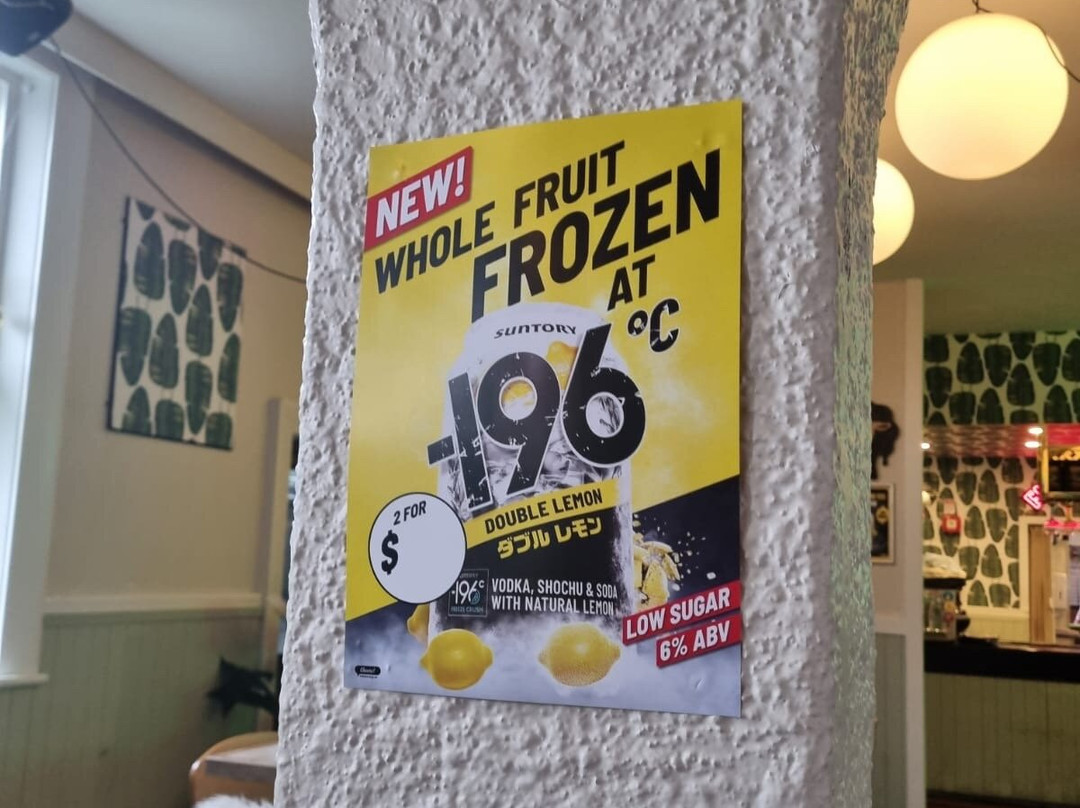 NEW!
WHOLE FRUIT
FROZEN
AT
°C
SUNTORY
-196
2 FOR
$
DOUBLE LEMON
ダブルレモン
-196°C
VODKA, SHOCHU & SODA
WITH NATURAL LEMON
LOW SUGAR
6% ABV